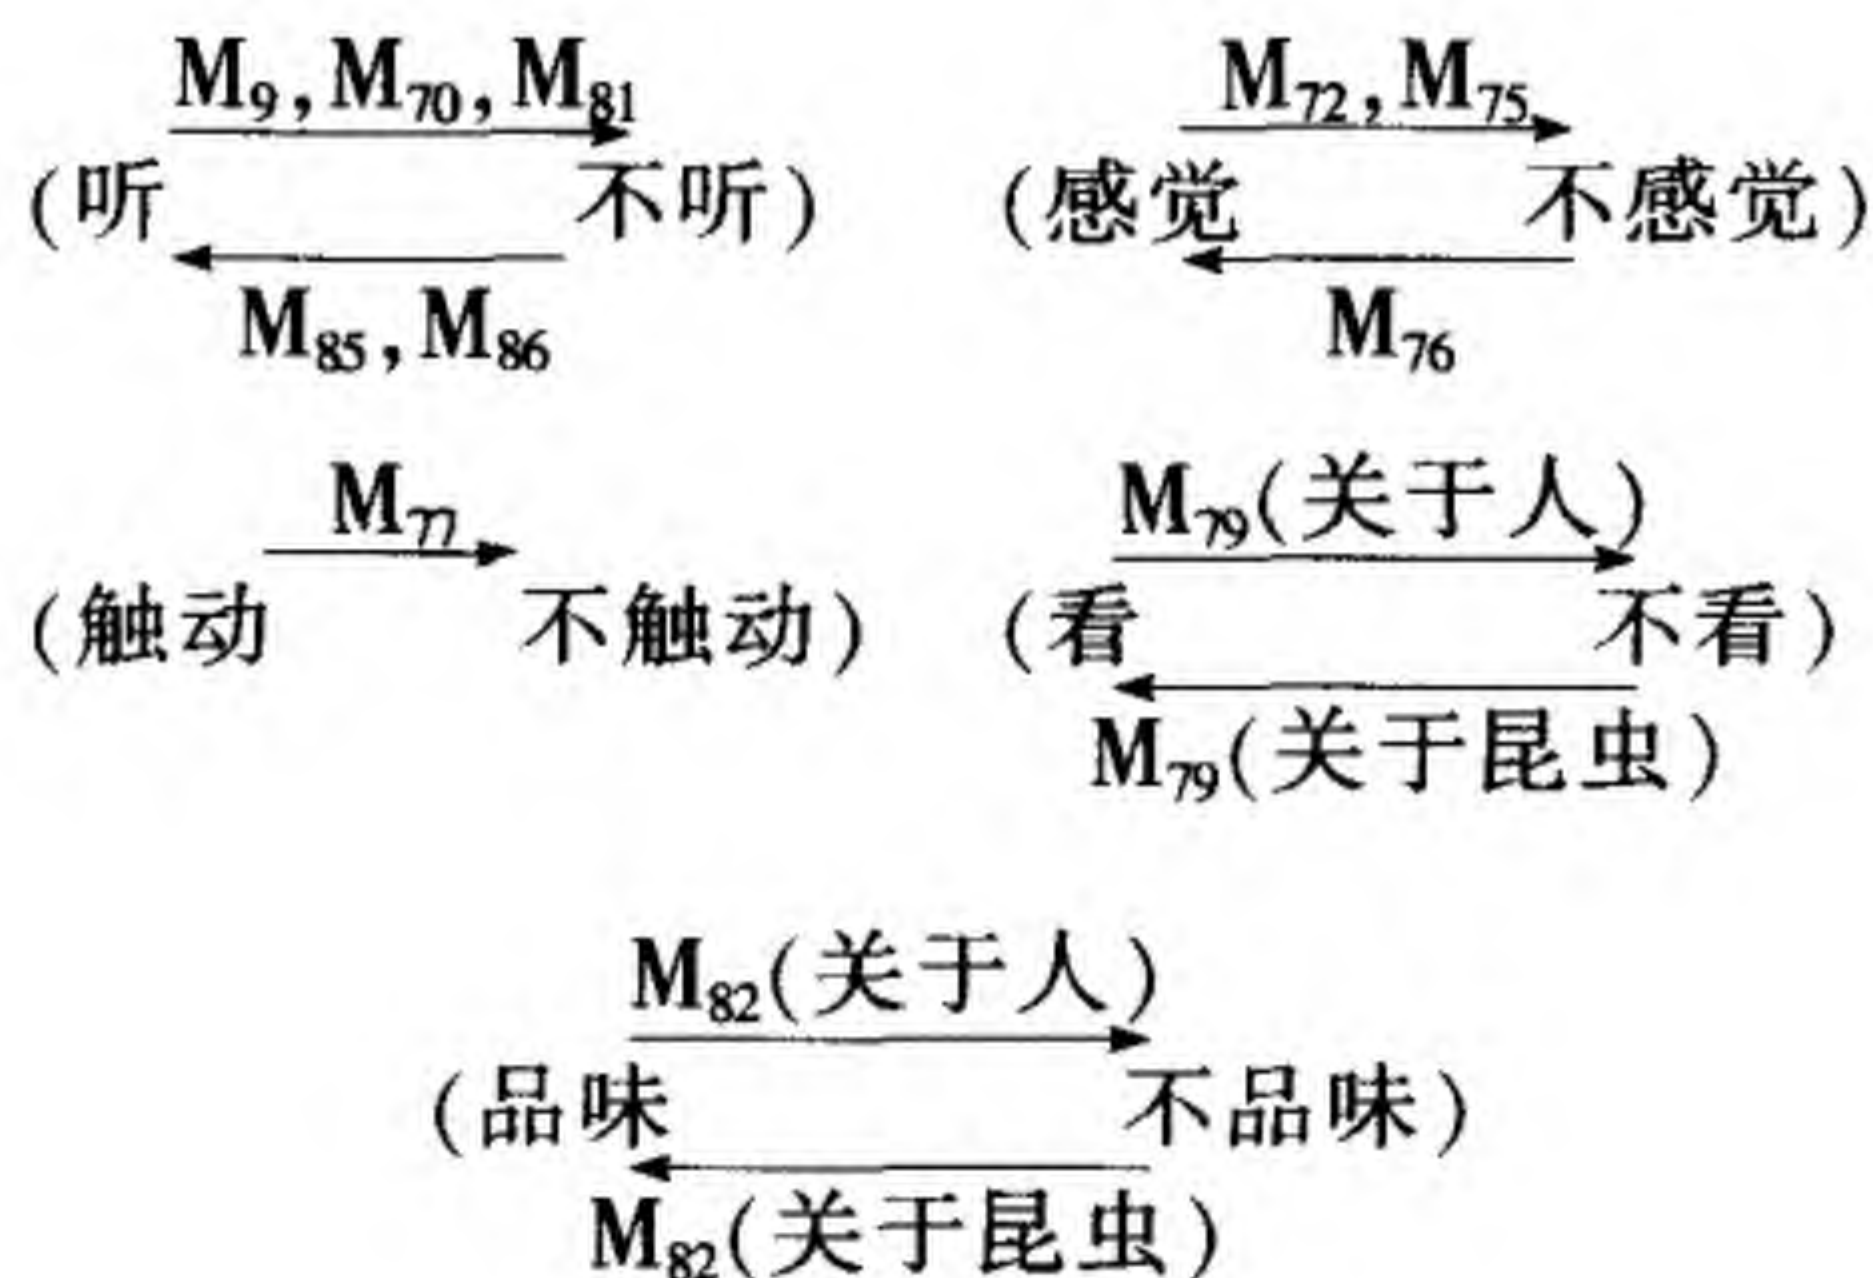 M₉,M₇₀,M₈₁ M₇₂,M₇₅
(听 不听) (感觉 不感觉)
M₈₅,M₈₆ M₇₆
M₇₇ M₇₉(关于人)
(触动 不触动) (看 不看)
M₇₉(关于昆虫)
M₈₂(关于人)
(品味 不品味)
M₈₂(关于昆虫)